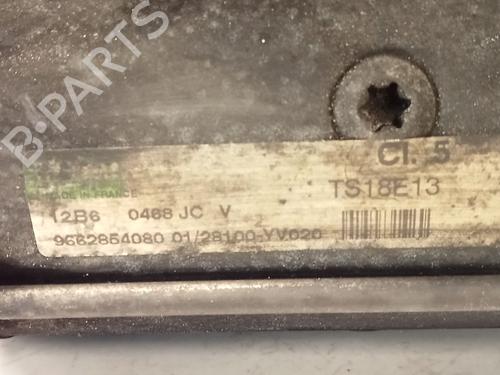 B-PARTS
Cl. 5
MADE IN FRANCE
TS18E13
12B6 0468 JC V
9662854080 01/28100-YV020